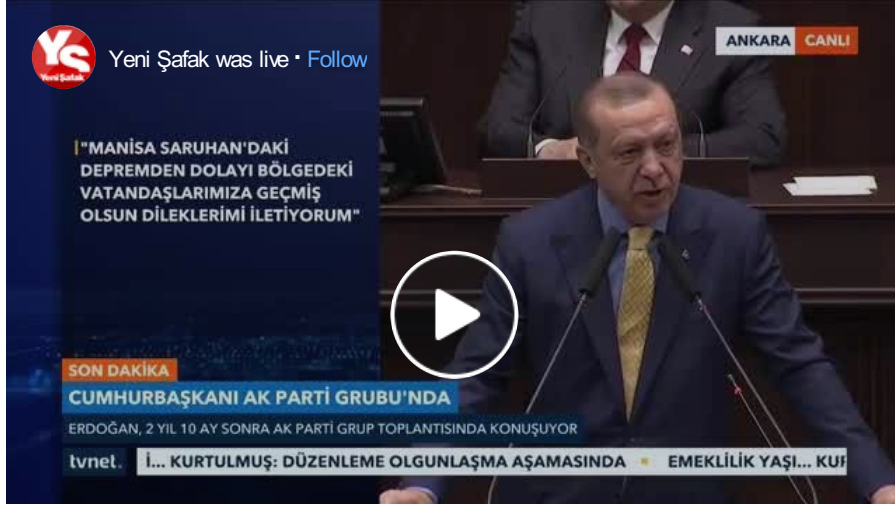 YS
Yeni Şafak
Yeni Şafak was live · Follow
ANKARA CANLI
"MANİSA SARUHAN'DAKİ
DEPREMDEN DOLAYI BÖLGEDEKİ
VATANDAŞLARIMIZA GEÇMİŞ
OLSUN DİLEKLERİMİ İLETİYORUM"
SON DAKİKA
CUMHURBAŞKANI AK PARTİ GRUBU'NDA
ERDOĞAN, 2 YIL 10 AY SONRA AK PARTİ GRUP TOPLANTISINDA KONUŞUYOR
tvnet. İ... KURTULMUŞ: DÜZENLEME OLGUNLAŞMA AŞAMASINDA EMEKLİLİK YAŞI... KUR